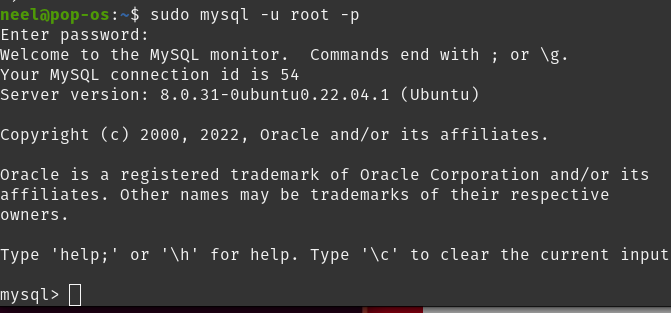 neel@pop-os:~$ sudo mysql -u root -p
Enter password:
Welcome to the MySQL monitor.  Commands end with ; or \g.
Your MySQL connection id is 54
Server version: 8.0.31-0ubuntu0.22.04.1 (Ubuntu)

Copyright (c) 2000, 2022, Oracle and/or its affiliates.

Oracle is a registered trademark of Oracle Corporation and/or its
affiliates. Other names may be trademarks of their respective
owners.

Type 'help;' or '\h' for help. Type '\c' to clear the current input

mysql>